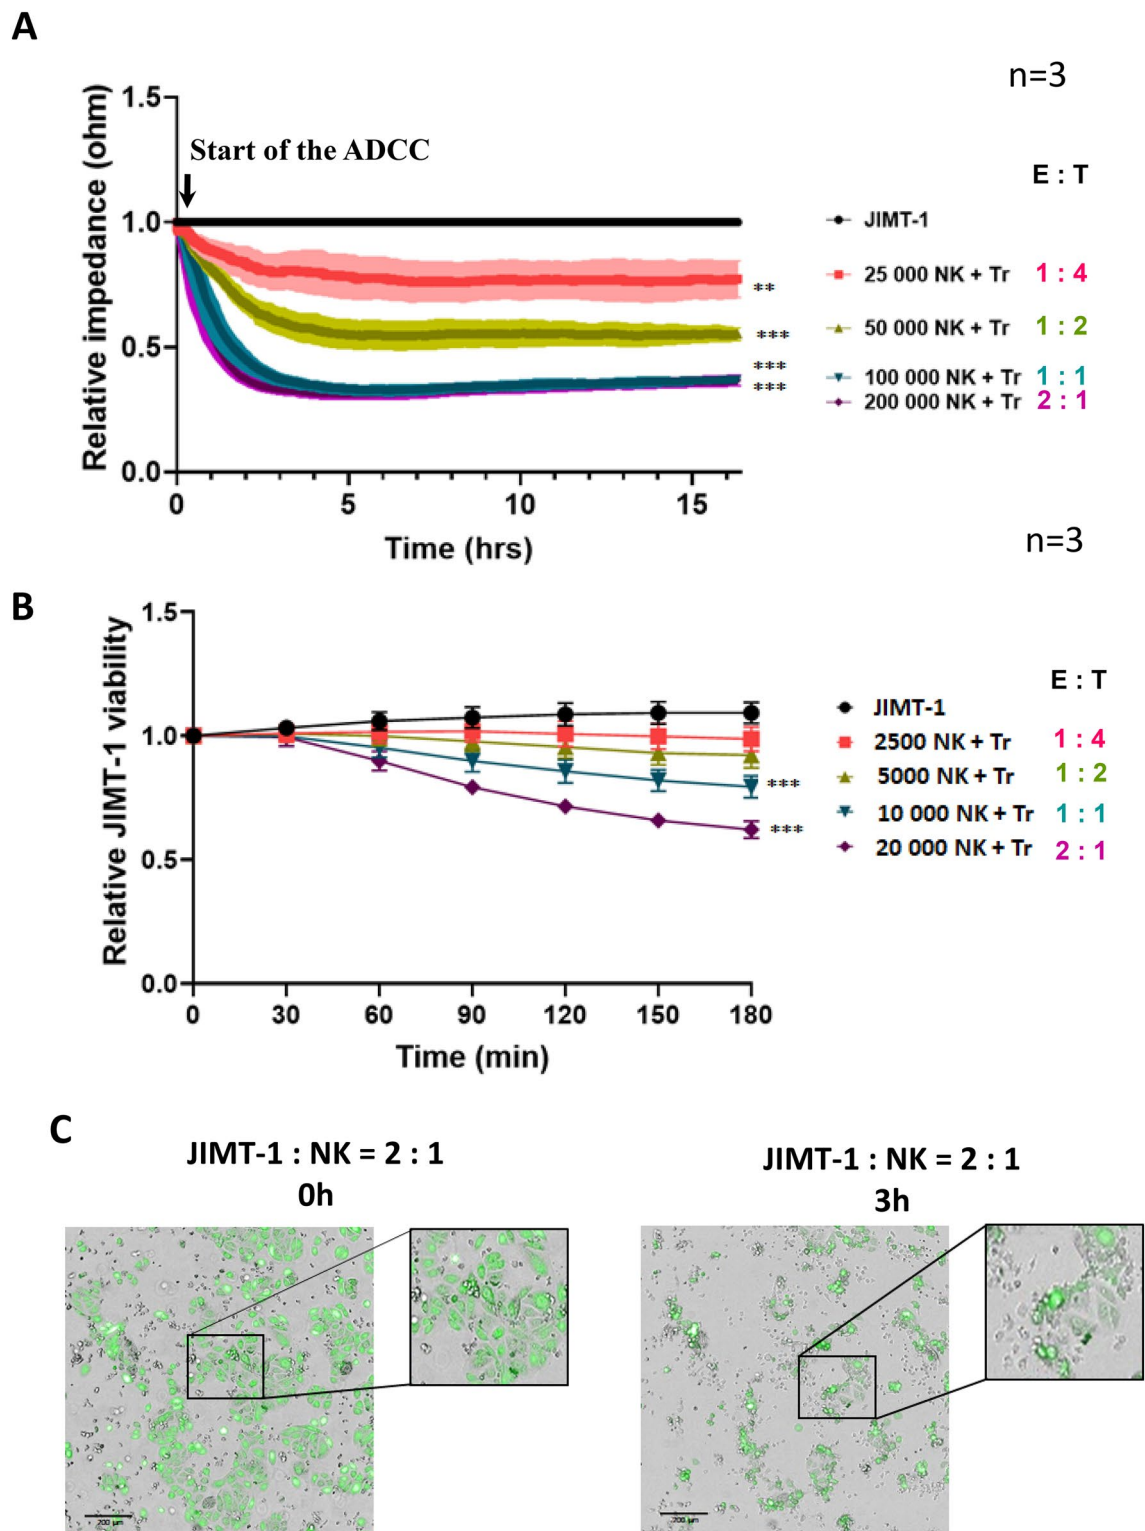 A
n=3
Start of the ADCC
E : T
JIMT-1
25 000 NK + Tr 1 : 4
50 000 NK + Tr 1 : 2
100 000 NK + Tr 1 : 1
200 000 NK + Tr 2 : 1
**
***
***
***
Relative impedance (ohm)
1.5
1.0
0.5
0.0
0 5 10 15
Time (hrs)
n=3
B
E : T
JIMT-1
2500 NK + Tr 1 : 4
5000 NK + Tr 1 : 2
10 000 NK + Tr 1 : 1
20 000 NK + Tr 2 : 1
***
***
Relative JIMT-1 viability
1.5
1.0
0.5
0.0
0 30 60 90 120 150 180
Time (min)
C
JIMT-1 : NK = 2 : 1
0h
JIMT-1 : NK = 2 : 1
3h
200 µm
200 µm